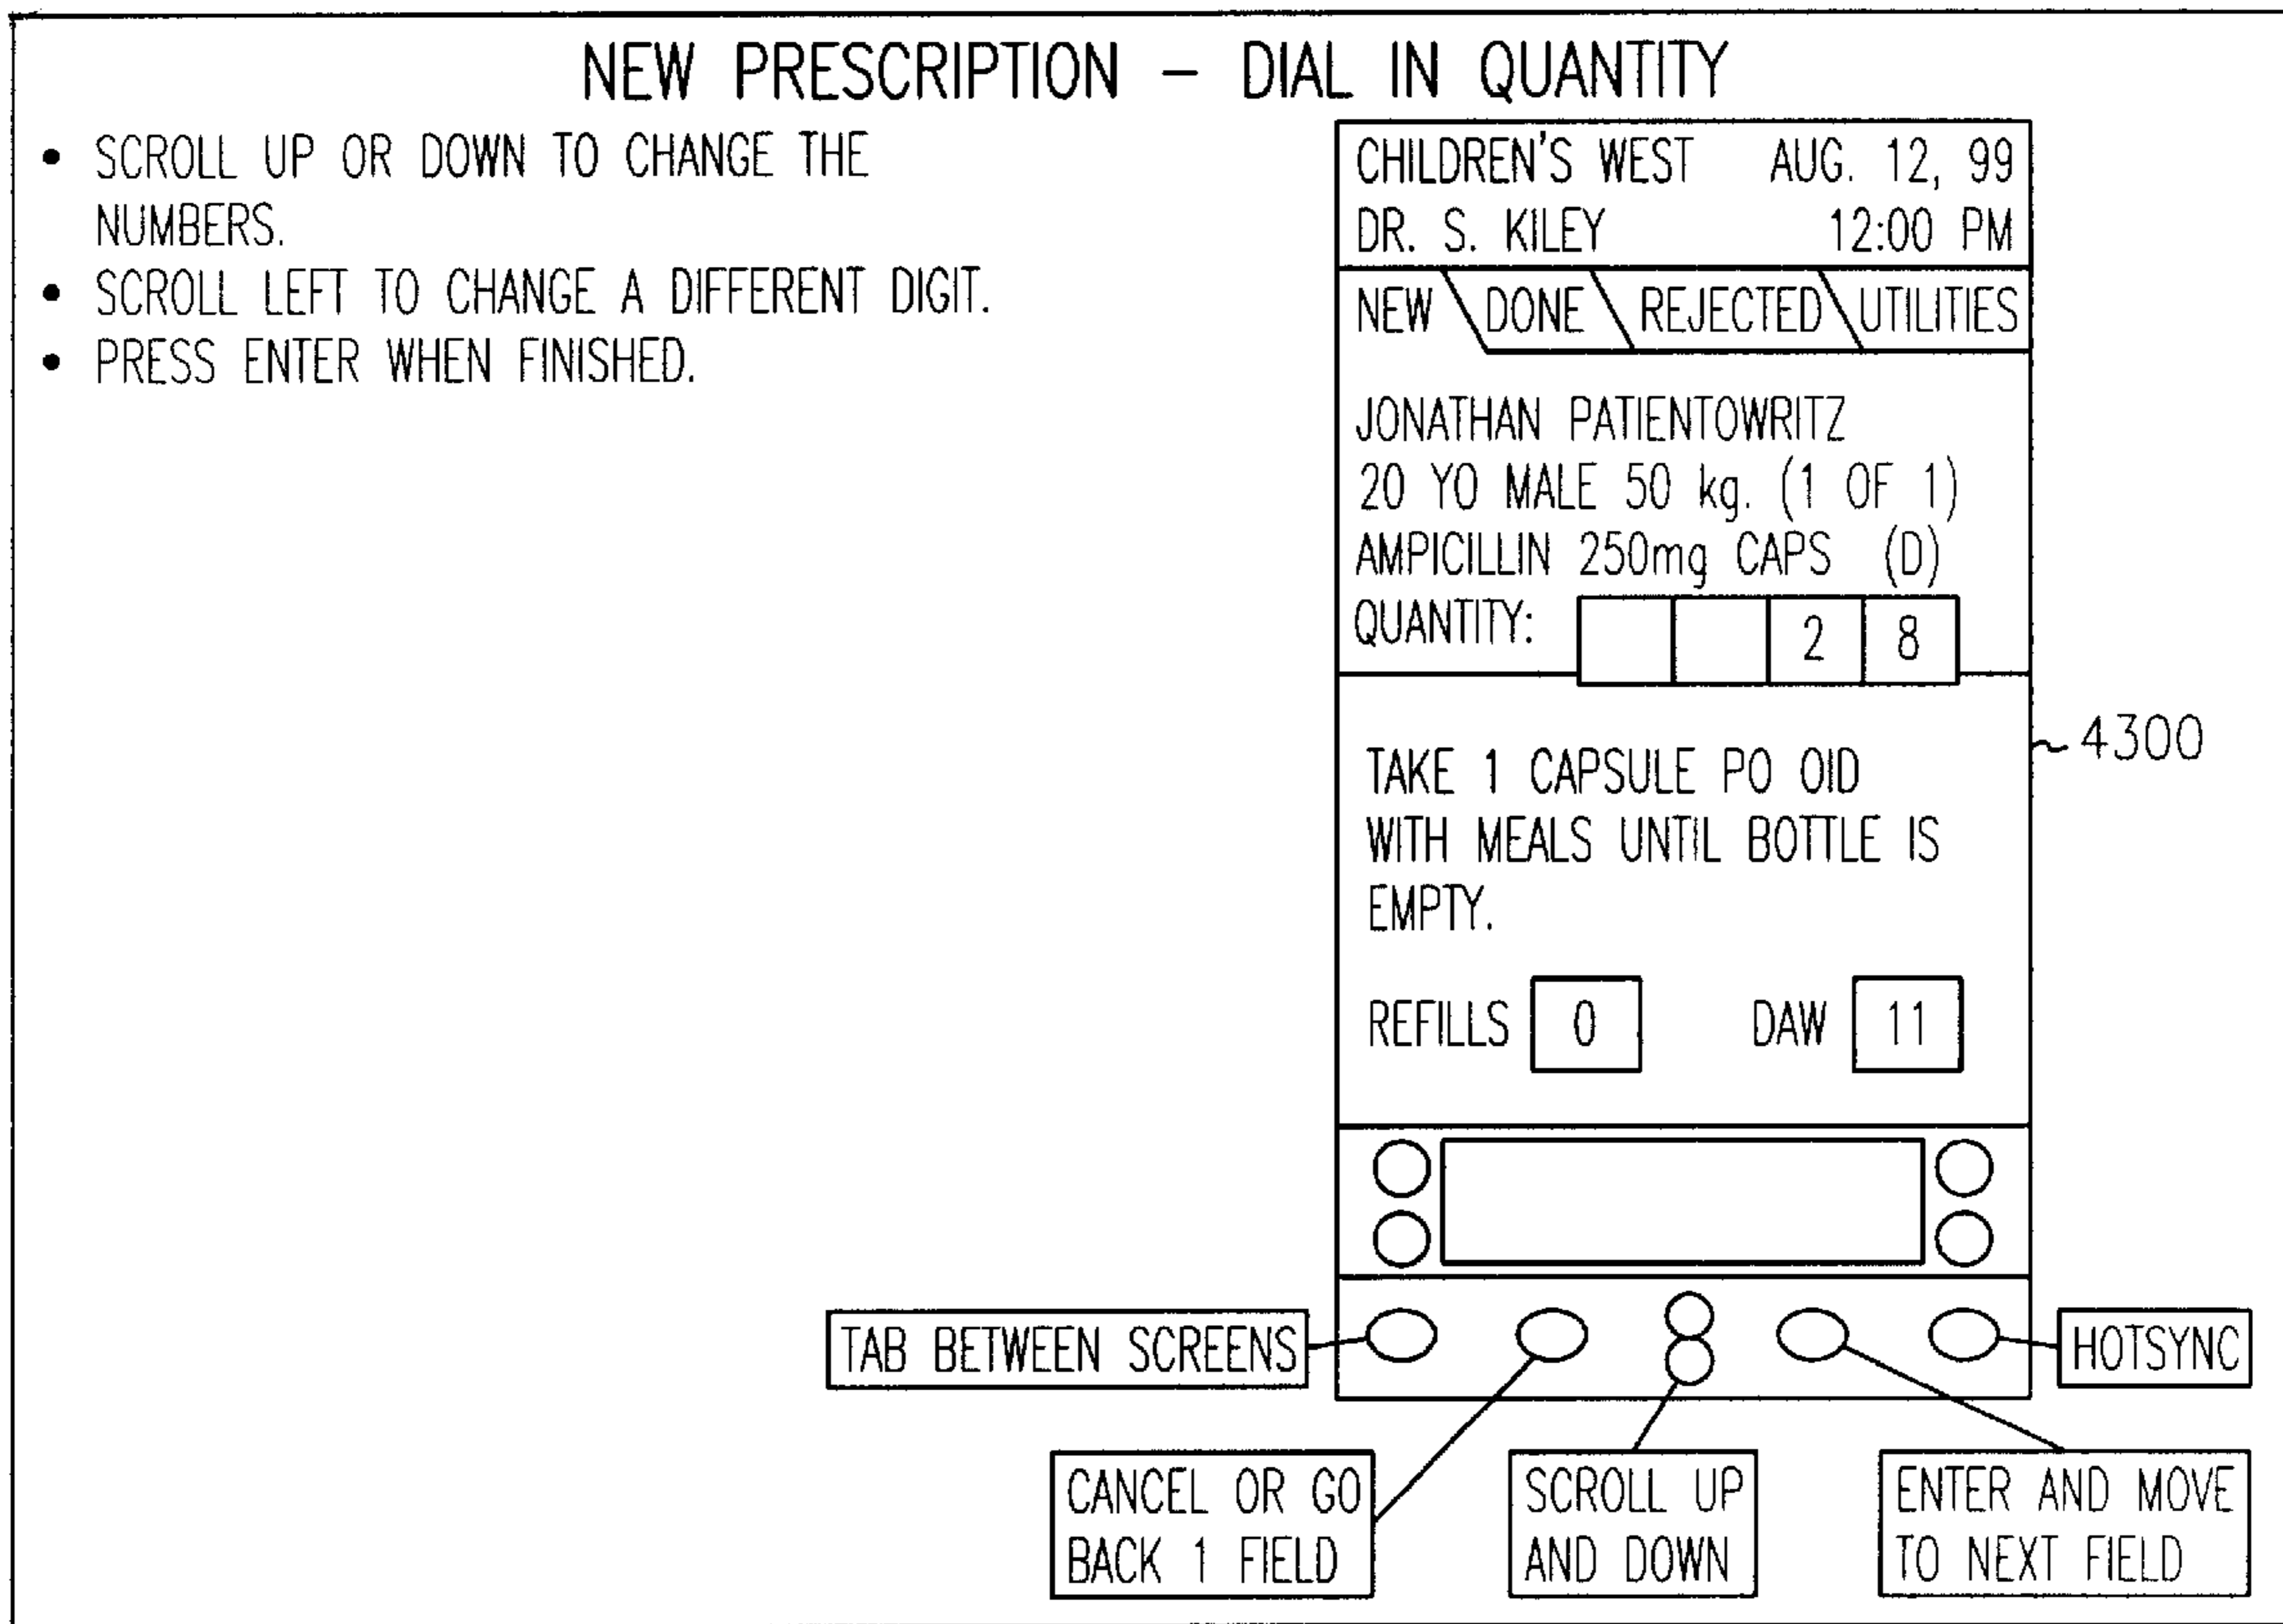 NEW PRESCRIPTION – DIAL IN QUANTITY
• SCROLL UP OR DOWN TO CHANGE THE
NUMBERS.
• SCROLL LEFT TO CHANGE A DIFFERENT DIGIT.
• PRESS ENTER WHEN FINISHED.
CHILDREN'S WEST AUG. 12, 99
DR. S. KILEY 12:00 PM
NEW DONE REJECTED UTILITIES
JONATHAN PATIENTOWRITZ
20 YO MALE 50 kg. (1 OF 1)
AMPICILLIN 250mg CAPS (D)
QUANTITY: 2 8
4300
TAKE 1 CAPSULE PO OID
WITH MEALS UNTIL BOTTLE IS
EMPTY.
REFILLS 0 DAW 11
TAB BETWEEN SCREENS
HOTSYNC
CANCEL OR GO
BACK 1 FIELD
SCROLL UP
AND DOWN
ENTER AND MOVE
TO NEXT FIELD